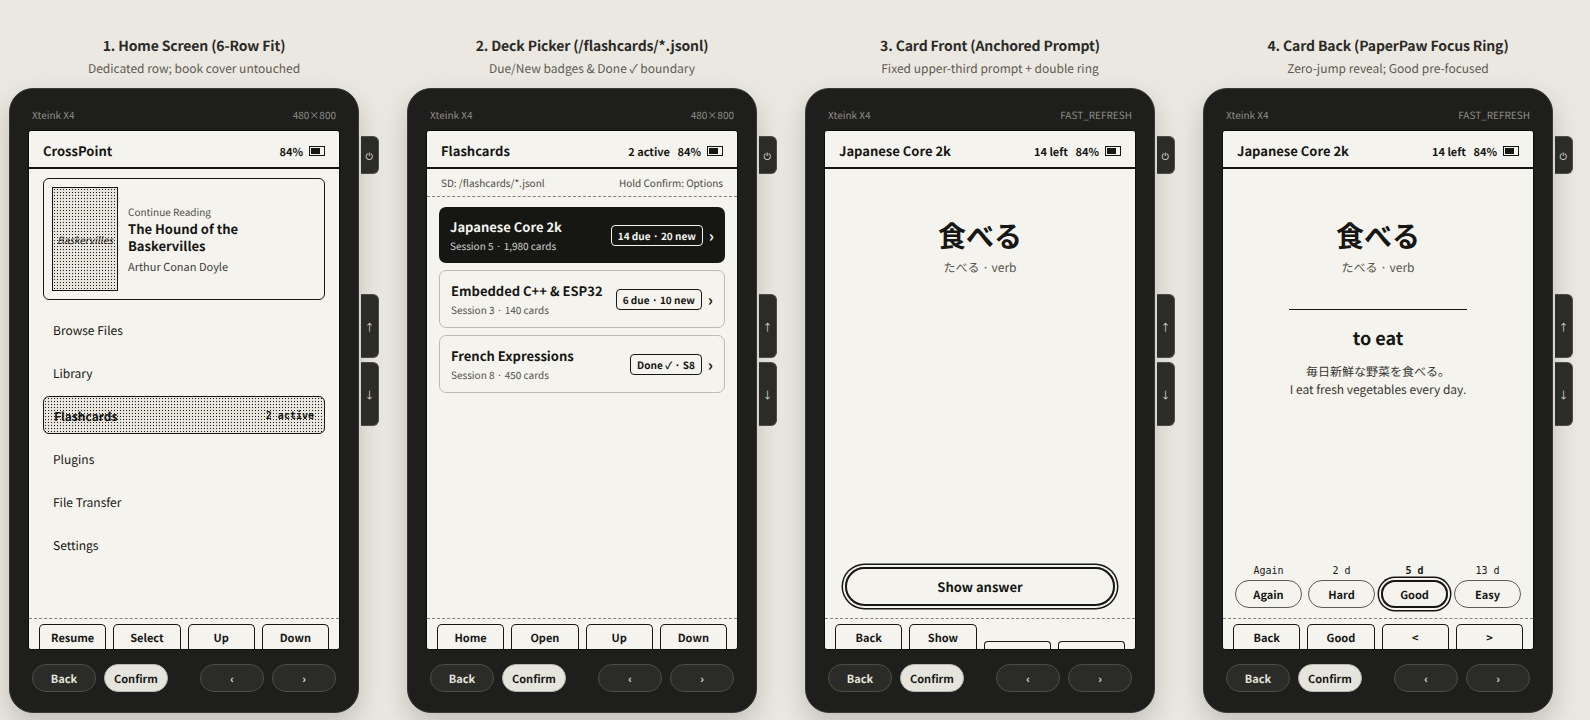 1. Home Screen (6-Row Fit)
Dedicated row; book cover untouched
Xteink X4
480×800
CrossPoint
84%
Baskervilles
Continue Reading
The Hound of the
Baskervilles
Arthur Conan Doyle
Browse Files
Library
Flashcards
2 active
Plugins
File Transfer
Settings
Resume
Select
Up
Down
Back
Confirm
‹
›
↑
↓
2. Deck Picker (/flashcards/*.jsonl)
Due/New badges & Done ✓ boundary
Xteink X4
480×800
Flashcards
2 active 84%
SD: /flashcards/*.jsonl
Hold Confirm: Options
Japanese Core 2k
Session 5 · 1,980 cards
14 due · 20 new ›
Embedded C++ & ESP32
Session 3 · 140 cards
6 due · 10 new ›
French Expressions
Session 8 · 450 cards
Done ✓ · S8 ›
Home
Open
Up
Down
Back
Confirm
‹
›
↑
↓
3. Card Front (Anchored Prompt)
Fixed upper-third prompt + double ring
Xteink X4
FAST_REFRESH
Japanese Core 2k
14 left 84%
食べる
たべる · verb
Show answer
Back
Show
Back
Confirm
‹
›
↑
↓
4. Card Back (PaperPaw Focus Ring)
Zero-jump reveal; Good pre-focused
Xteink X4
FAST_REFRESH
Japanese Core 2k
14 left 84%
食べる
たべる · verb
to eat
毎日新鮮な野菜を食べる。
I eat fresh vegetables every day.
Again
2 d
5 d
13 d
Again
Hard
Good
Easy
Back
Good
<
>
Back
Confirm
‹
›
↑
↓